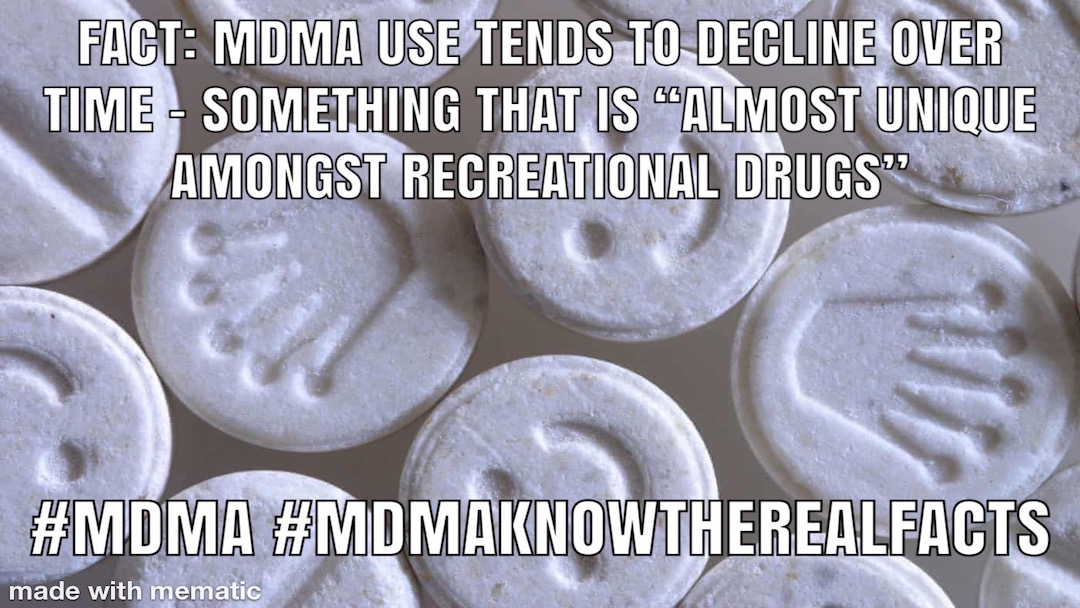 FACT: MDMA USE TENDS TO DECLINE OVER
TIME - SOMETHING THAT IS “ALMOST UNIQUE
AMONGST RECREATIONAL DRUGS”
#MDMA #MDMAKNOWTHEREALFACTS
made with mematic